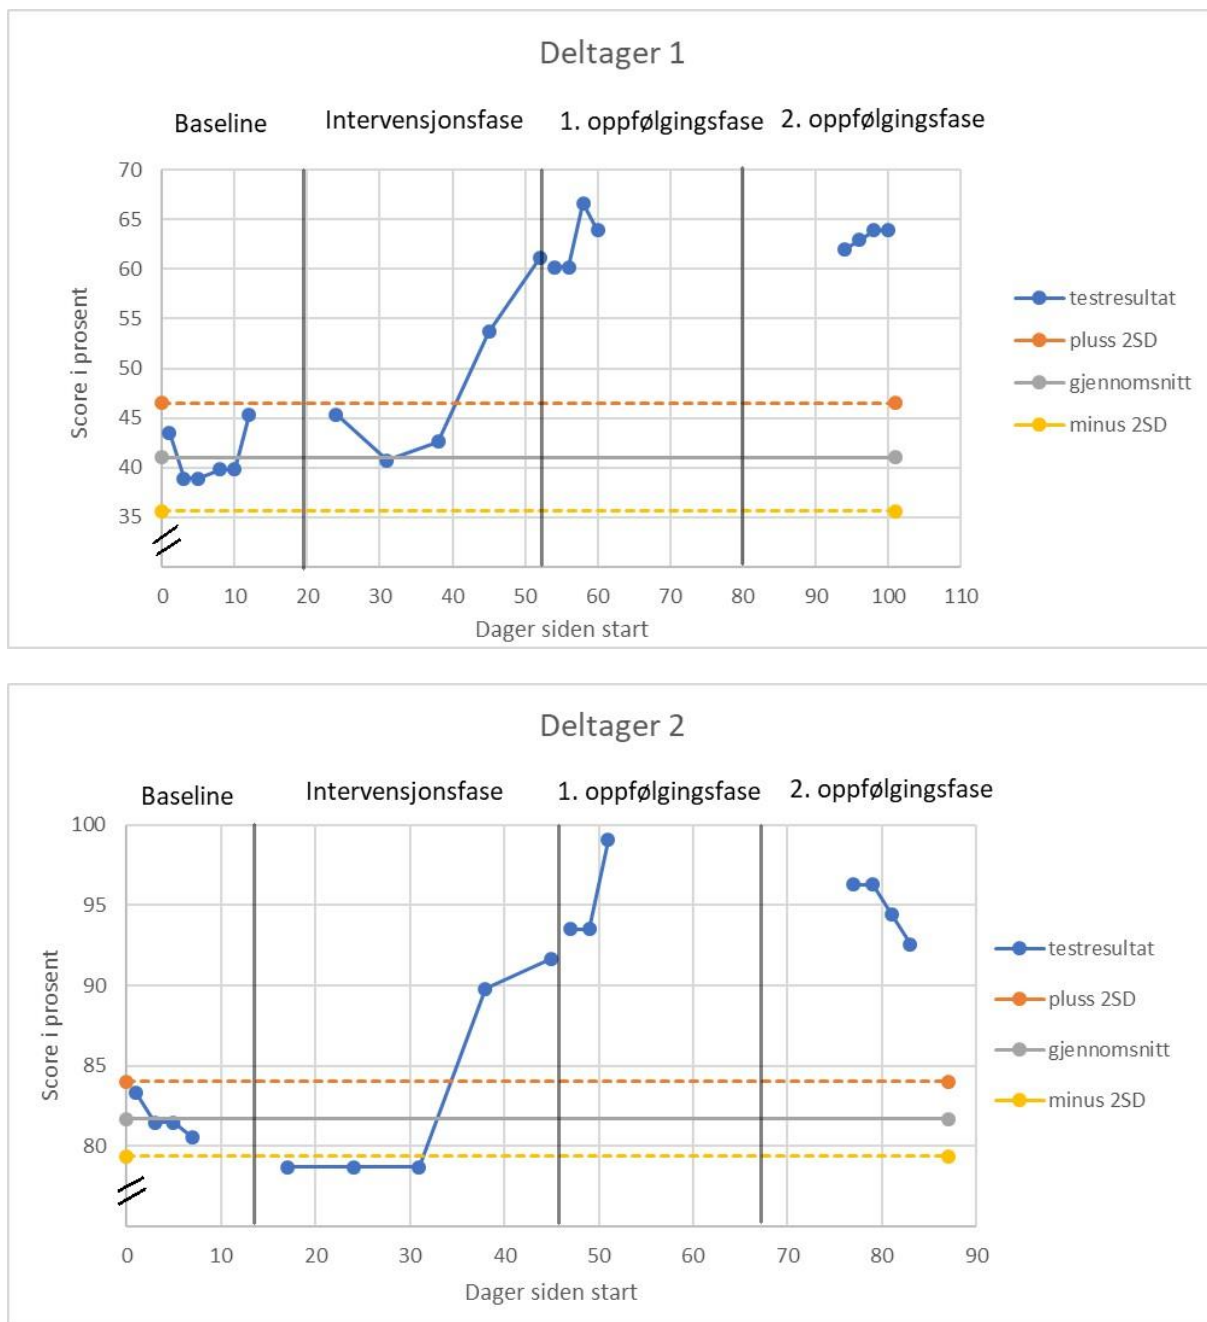 Deltager 1
Baseline Intervensjonsfase 1. oppfølgingsfase 2. oppfølgingsfase
70
65
60
55
50
45
40
35
Score i prosent
0 10 20 30 40 50 60 70 80 90 100 110
Dager siden start
testresultat
pluss 2SD
gjennomsnitt
minus 2SD
Deltager 2
Baseline Intervensjonsfase 1. oppfølgingsfase 2. oppfølgingsfase
100
95
90
85
80
Score i prosent
0 10 20 30 40 50 60 70 80 90
Dager siden start
testresultat
pluss 2SD
gjennomsnitt
minus 2SD